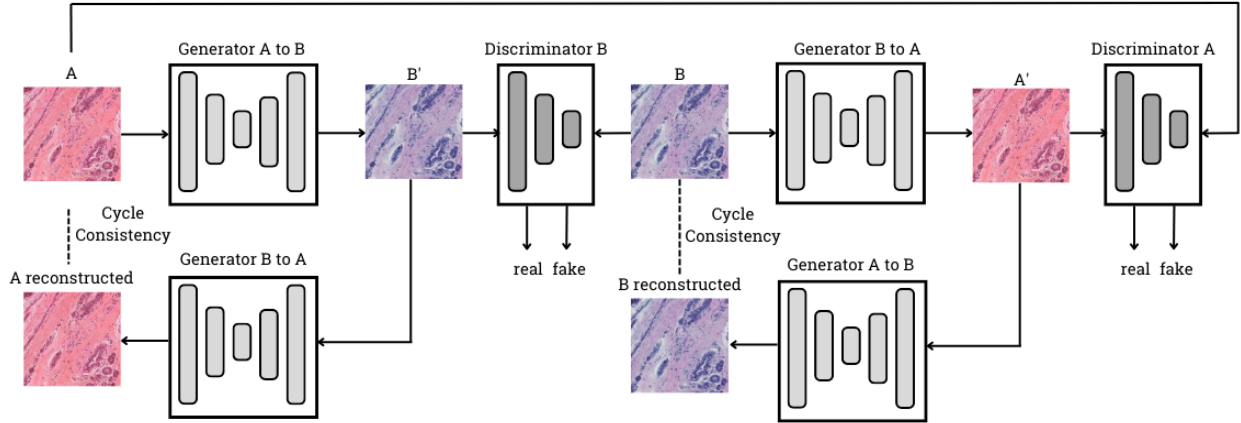 Generator A to B
Discriminator B
Generator B to A
Discriminator A
A
B'
B
A'
Cycle
Consistency
Cycle
Consistency
real fake
real fake
A reconstructed
Generator B to A
B reconstructed
Generator A to B